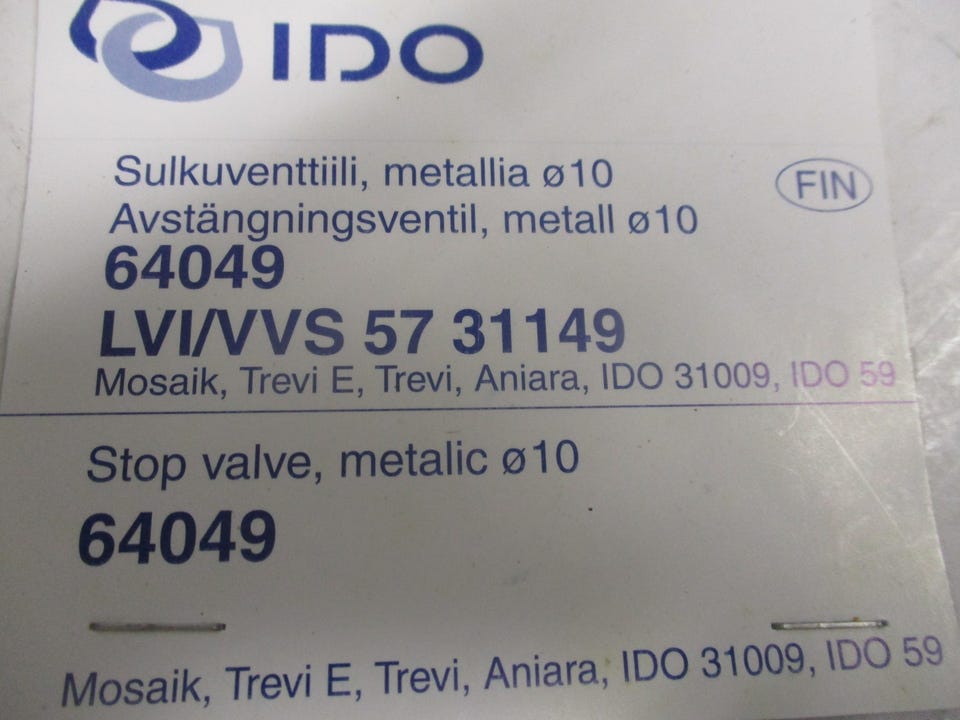 IDO
Sulkuventtiili, metallia ø10
FIN
Avstängningsventil, metall ø10
64049
LVI/VVS 57 31149
Mosaik, Trevi E, Trevi, Aniara, IDO 31009, IDO 59
Stop valve, metalic ø10
64049
Mosaik, Trevi E, Trevi, Aniara, IDO 31009, IDO 59